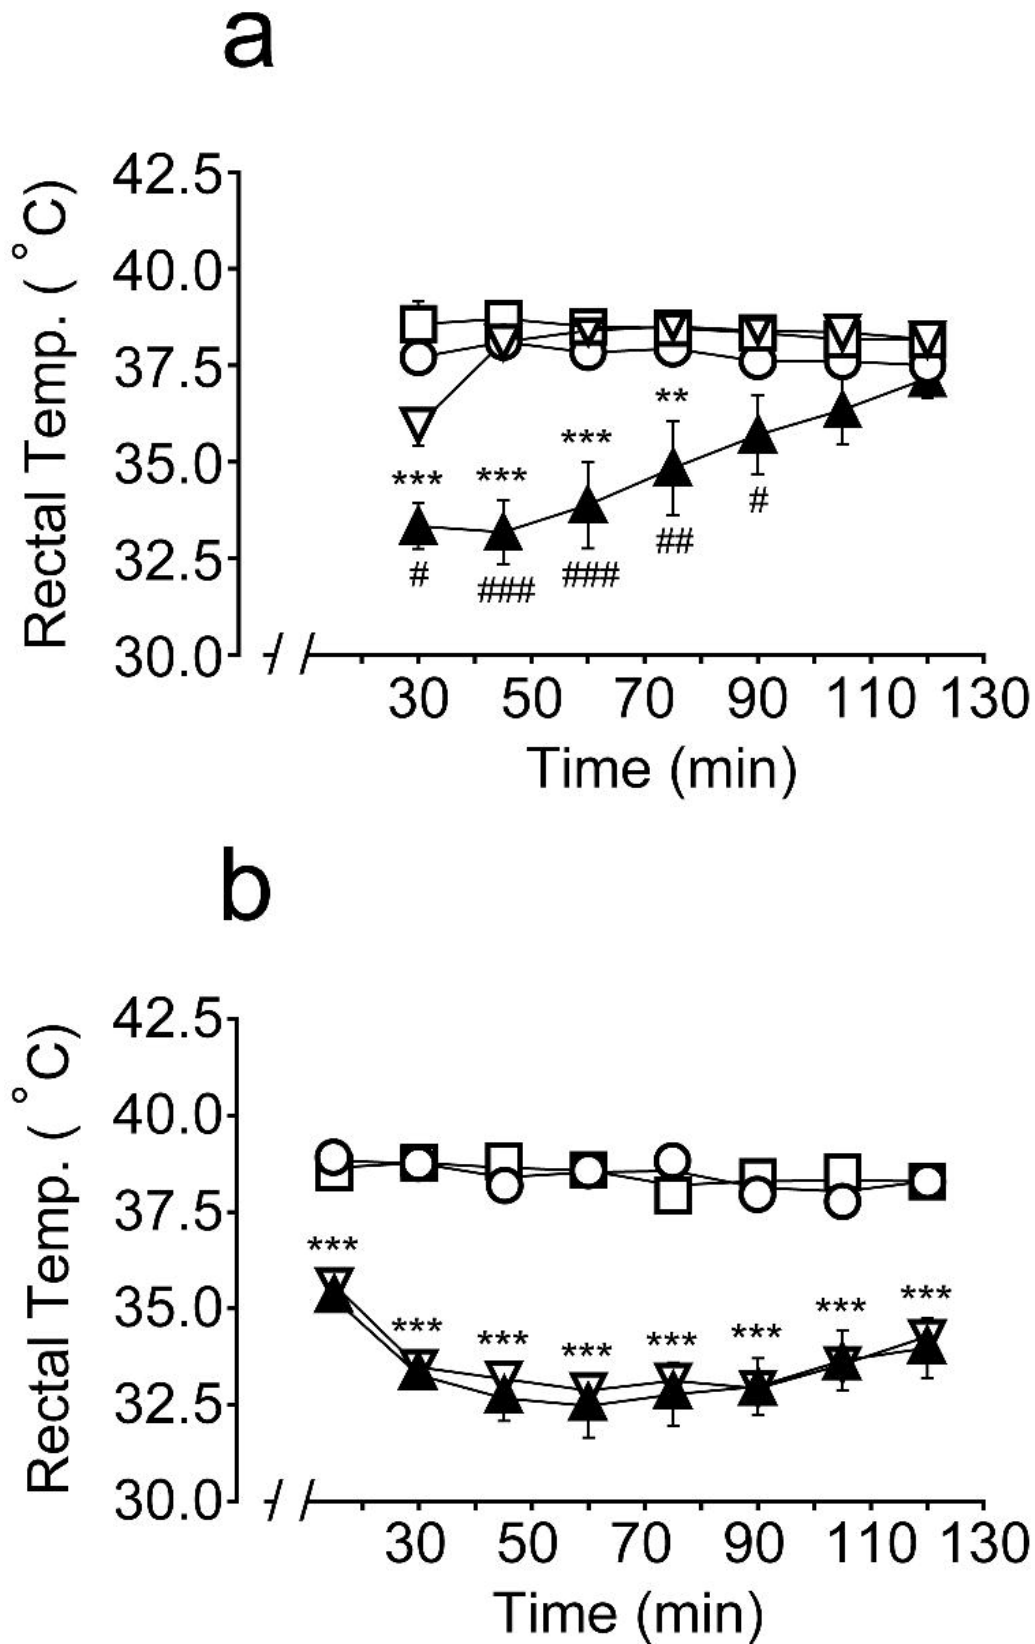 a
42.5
40.0
37.5
35.0
32.5
30.0
Rectal Temp. (°C)
**
***
*** ***
#
##
# ### ###
30 50 70 90 110 130
Time (min)
b
42.5
40.0
37.5
35.0
32.5
30.0
Rectal Temp. (°C)
*** *** *** *** *** *** *** ***
30 50 70 90 110 130
Time (min)